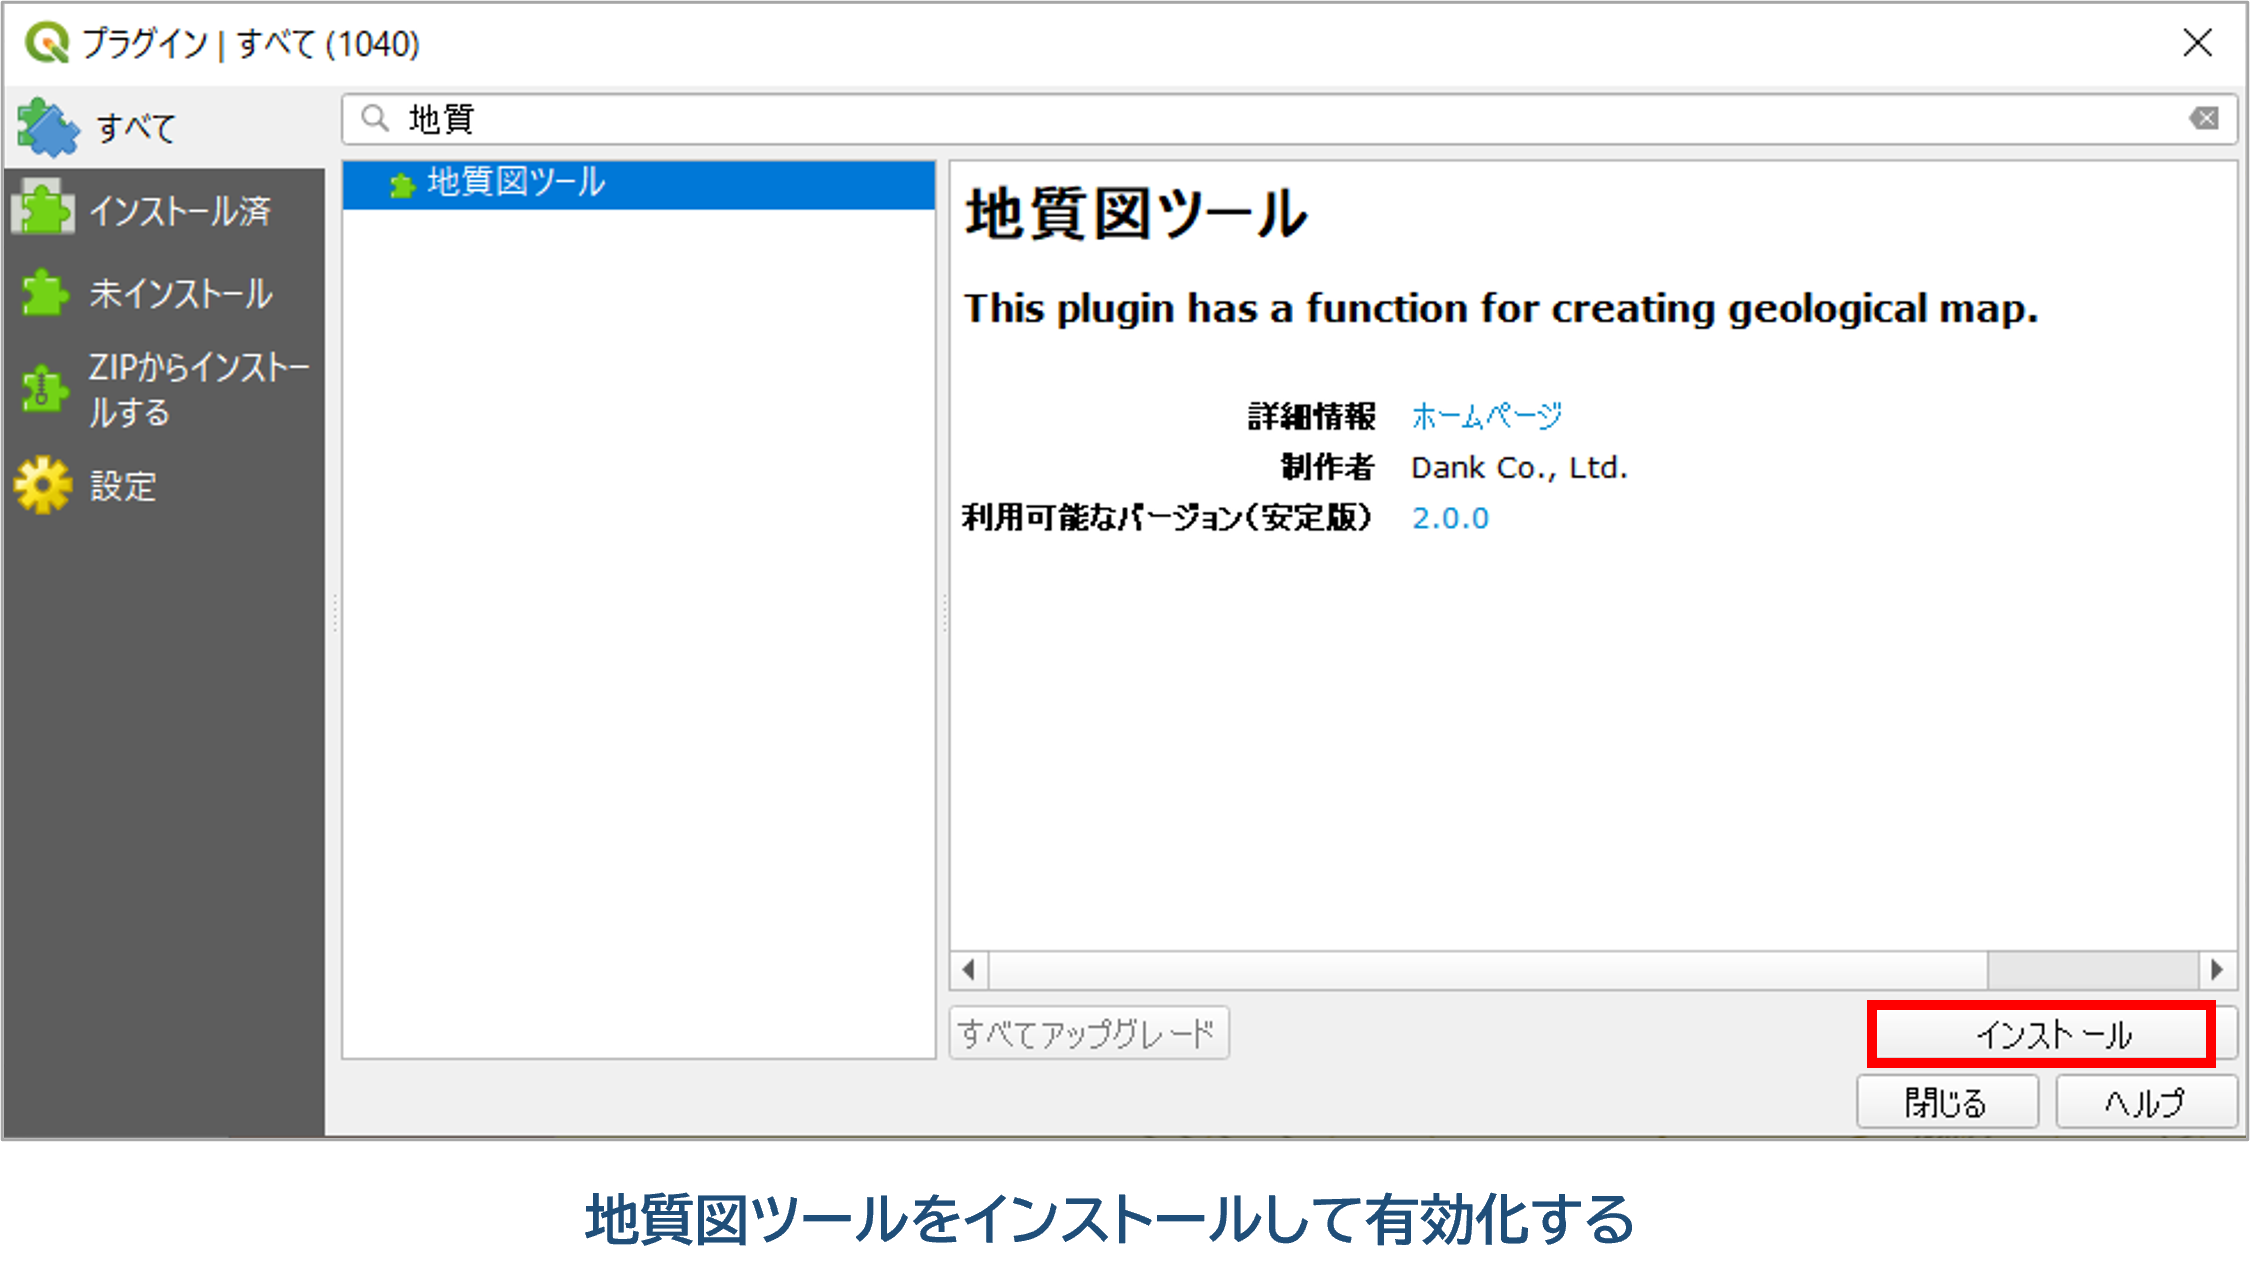 プラグイン | すべて (1040)
すべて
地質
インストール済
未インストール
ZIPからインストー
ルする
設定
地質図ツール
地質図ツール
This plugin has a function for creating geological map.
詳細情報 ホームページ
制作者 Dank Co., Ltd.
利用可能なバージョン(安定版) 2.0.0
すべてアップグレード
インストール
閉じる
ヘルプ
地質図ツールをインストールして有効化する